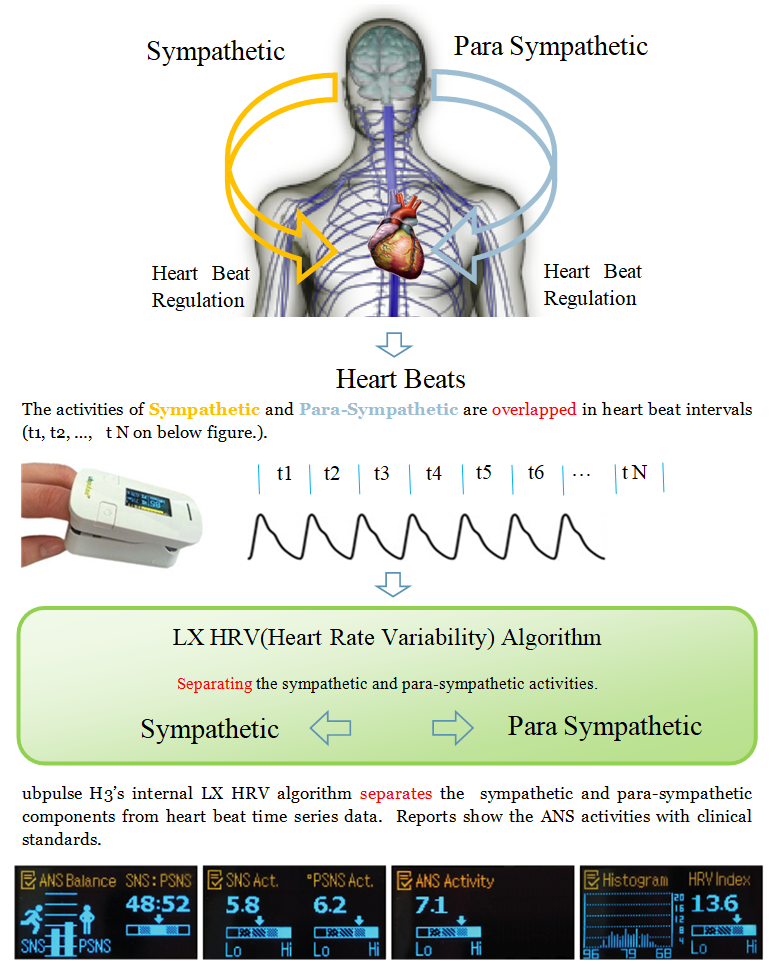 Sympathetic
Para Sympathetic
Heart Beat
Regulation
Heart Beat
Regulation
Heart Beats
The activities of Sympathetic and Para-Sympathetic are overlapped in heart beat intervals
(t1, t2, ..., t N on below figure.).
t1 t2 t3 t4 t5 t6 ... t N
LX HRV(Heart Rate Variability) Algorithm
Separating the sympathetic and para-sympathetic activities.
Sympathetic
Para Sympathetic
ubpulse H3's internal LX HRV algorithm separates the sympathetic and para-sympathetic
components from heart beat time series data. Reports show the ANS activities with clinical
standards.
ANS Balance SNS:PSNS
48:52
SNS PSNS
SNS Act. "PSNS Act.
5.8 6.2
Lo Hi
ANS Activity
7.1
Lo Hi
Histogram HRV Index
20
16
12
8
4
13.6
Lo Hi
96 79 68